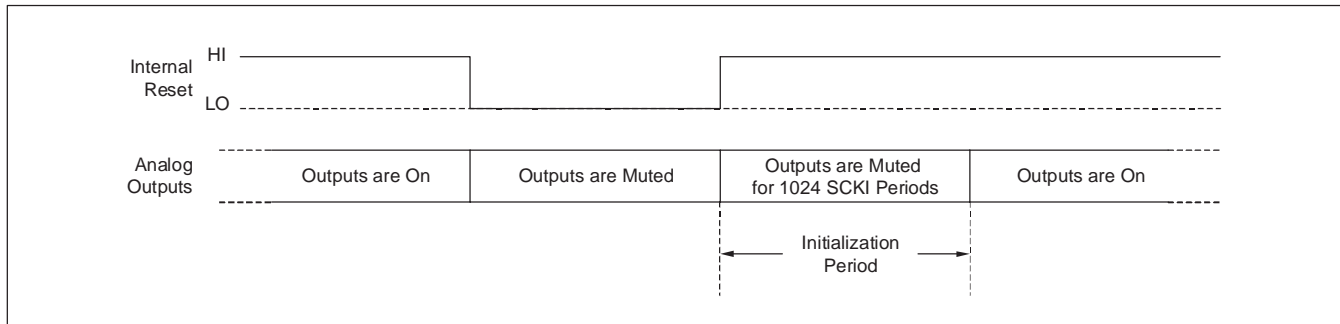 HI
Internal
Reset
LO
Analog
Outputs
Outputs are On
Outputs are Muted
Outputs are Muted
for 1024 SCKI Periods
Outputs are On
Initialization
Period